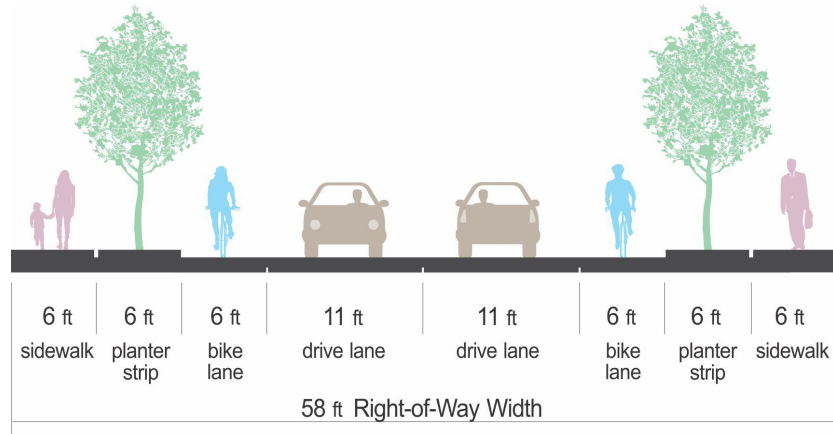 6 ft 6 ft 6 ft 11 ft 11 ft 6 ft 6 ft 6 ft
sidewalk planter strip bike lane drive lane drive lane bike lane planter strip sidewalk
58 ft Right-of-Way Width